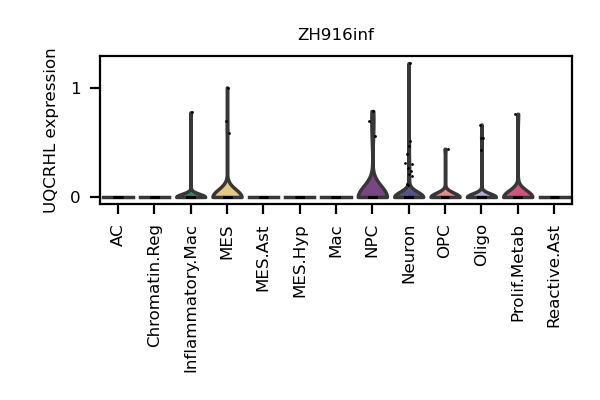 ZH916inf
UQCRHL expression
1
0
AC
Chromatin.Reg
Inflammatory.Mac
MES
MES.Ast
MES.Hyp
Mac
NPC
Neuron
OPC
Oligo
Prolif.Metab
Reactive.Ast